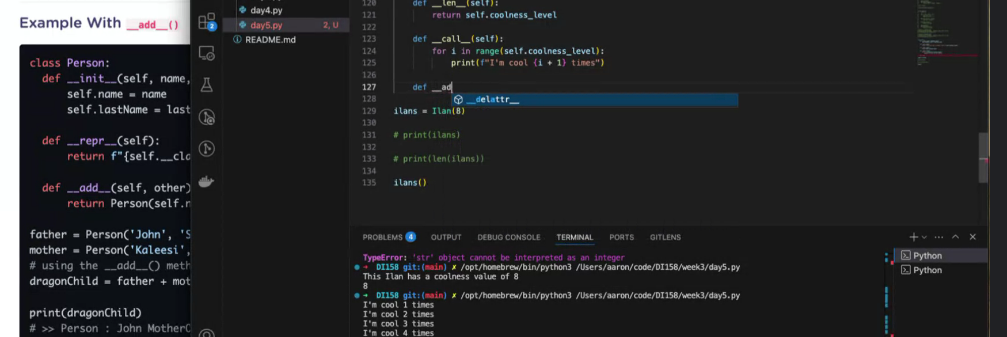 Example With __add__()
class Person:
def __init__(self, name,
self.name = name
self.lastName = last
def __repr__(self):
return f"{self.__cla
def __add__(self, other)
return Person(self.n
father = Person('John', 'S
mother = Person('Kaleesi',
# using the __add__() meth
dragonChild = father + mot
print(dragonChild)
# >> Person : John MotherO
2
day4.py
day5.py
2, U
README.md
120 def __len__(self):
121 return self.coolness_level
122
123 def __call__(self):
124 for i in range(self.coolness_level):
125 print(f"I'm cool {i + 1} times")
126
127 def __ad
__delattr__
128
129 ilans = Ilan(8)
130
131 # print(ilans)
132
133 # print(len(ilans))
134
135 ilans()
PROBLEMS 4 OUTPUT DEBUG CONSOLE TERMINAL PORTS GITLENS
TypeError: 'str' object cannot be interpreted as an integer
➜ DI158 git:(main) ✗ /opt/homebrew/bin/python3 /Users/aaron/code/DI158/week3/day5.py
This Ilan has a coolness value of 8
8
➜ DI158 git:(main) ✗ /opt/homebrew/bin/python3 /Users/aaron/code/DI158/week3/day5.py
I'm cool 1 times
I'm cool 2 times
I'm cool 3 times
I'm cool 4 times
Python
Python